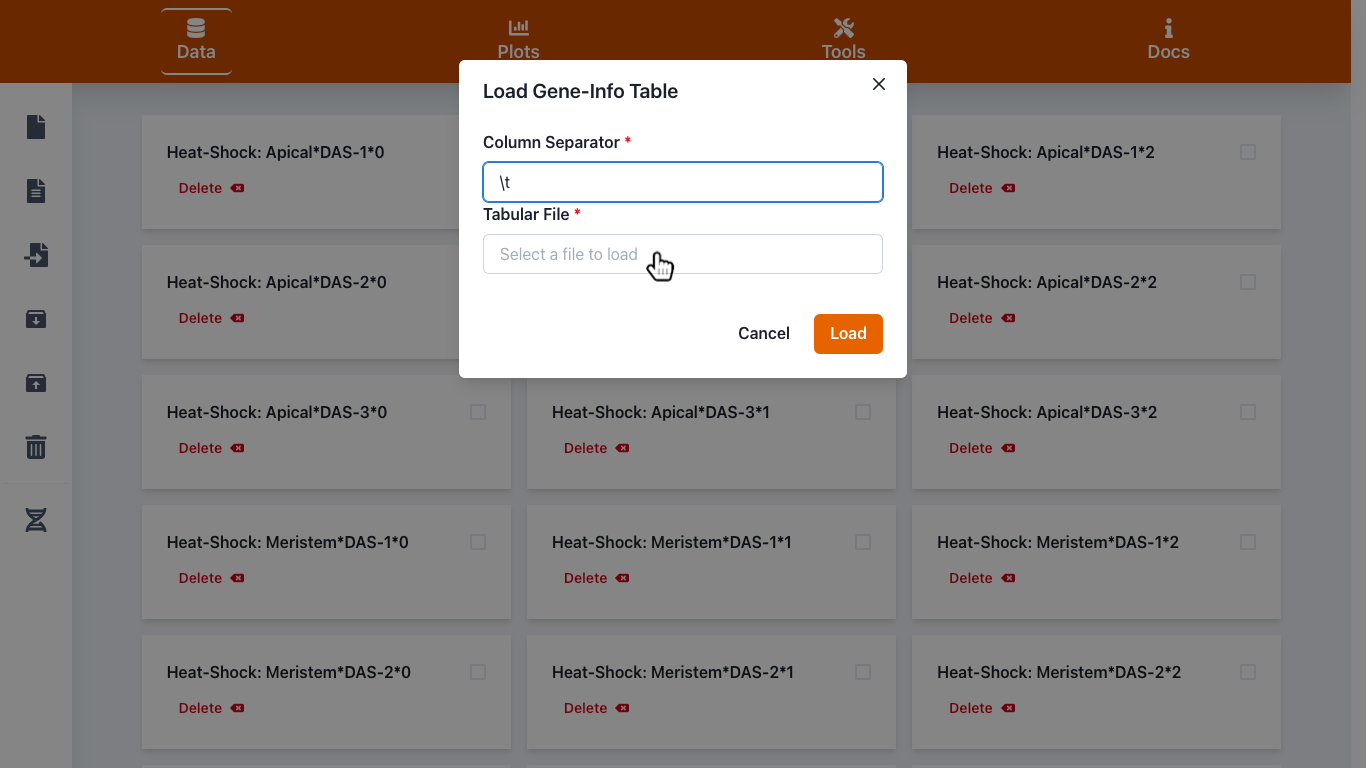 Data
Plots
Tools
Docs
Load Gene-Info Table
Column Separator *
\t
Tabular File *
Select a file to load
Cancel
Load
Heat-Shock: Apical*DAS-1*0
Delete
Heat-Shock: Apical*DAS-1*2
Delete
Heat-Shock: Apical*DAS-2*0
Delete
Heat-Shock: Apical*DAS-2*2
Delete
Heat-Shock: Apical*DAS-3*0
Delete
Heat-Shock: Apical*DAS-3*1
Delete
Heat-Shock: Apical*DAS-3*2
Delete
Heat-Shock: Meristem*DAS-1*0
Delete
Heat-Shock: Meristem*DAS-1*1
Delete
Heat-Shock: Meristem*DAS-1*2
Delete
Heat-Shock: Meristem*DAS-2*0
Delete
Heat-Shock: Meristem*DAS-2*1
Delete
Heat-Shock: Meristem*DAS-2*2
Delete